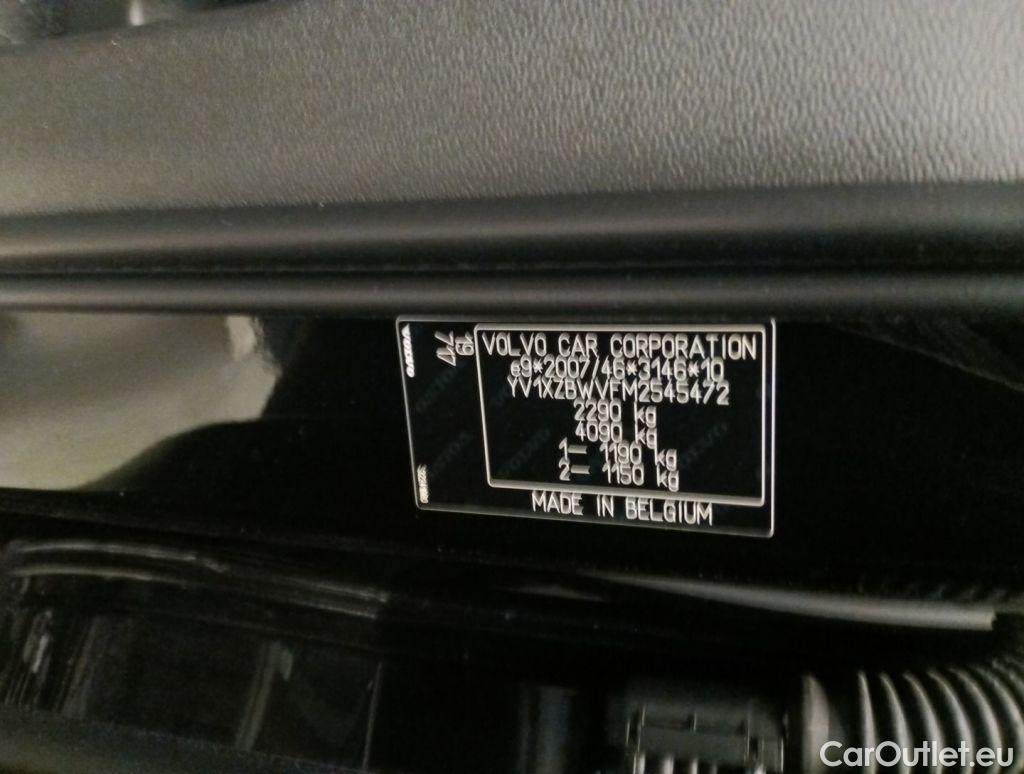 VOLVO
VOLVO CAR CORPORATION
e9*2007/46*3146*10
YV1XZBWVFM2545472
2290 kg
4090 kg
1- 1190 kg
2- 1150 kg
MADE IN BELGIUM
CarOutlet.eu